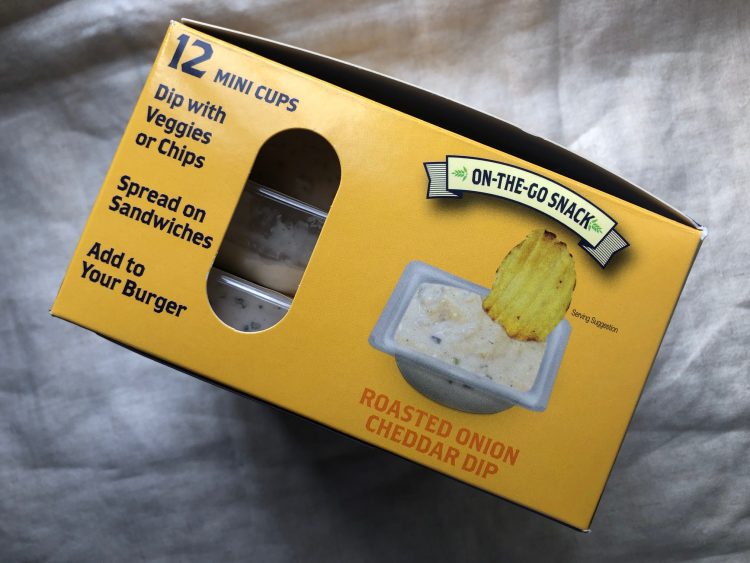 12 MINI CUPS
Dip with
Veggies
or Chips
Spread on
Sandwiches
Add to
Your Burger
ON-THE-GO SNACK
Serving Suggestion
ROASTED ONION
CHEDDAR DIP